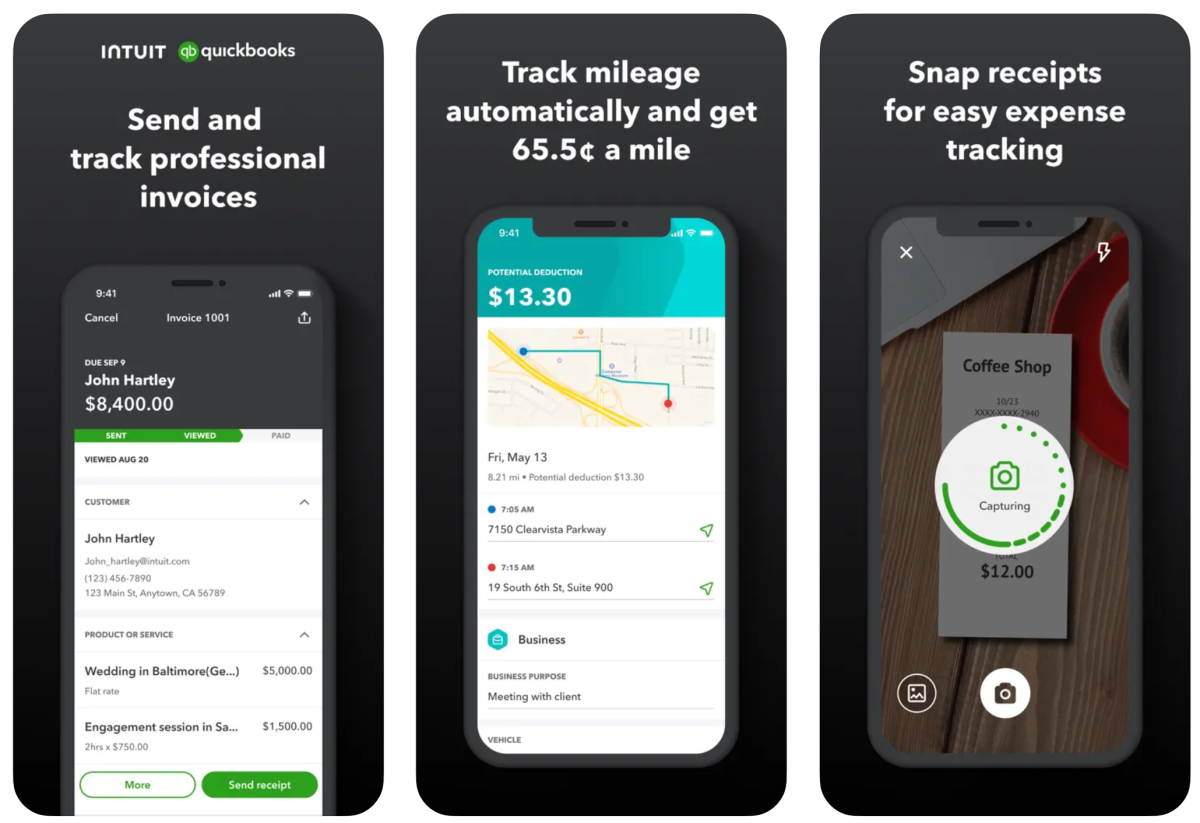 INTUIT qb quickbooks
Send and
track professional
invoices
9:41
Cancel Invoice 1001
DUE SEP 9
John Hartley
$8,400.00
SENT VIEWED PAID
VIEWED AUG 20
CUSTOMER
John Hartley
John_hartley@intuit.com
(123) 456-7890
123 Main St, Anytown, CA 56789
PRODUCT OR SERVICE
Wedding in Baltimore(Ge...) $5,000.00
Flat rate
Engagement session in Sa... $1,500.00
2hrs x $750.00
More Send receipt
Track mileage
automatically and get
65.5¢ a mile
9:41
POTENTIAL DEDUCTION
$13.30
Fri, May 13
8.21 mi • Potential deduction $13.30
7:05 AM
7150 Clearvista Parkway
7:15 AM
19 South 6th St, Suite 900
Business
BUSINESS PURPOSE
Meeting with client
VEHICLE
Snap receipts
for easy expense
tracking
Coffee Shop
10/23
XXXX-XXXX-2940
Capturing
TOTAL
$12.00